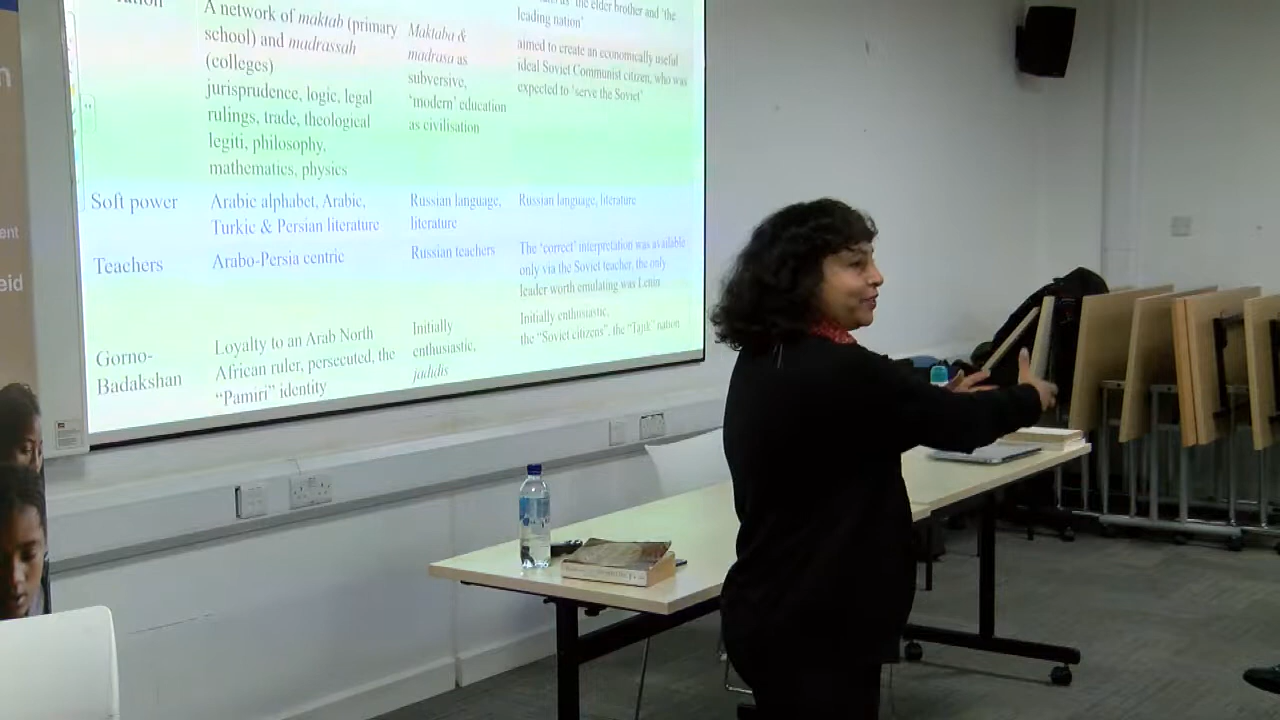 A network of maktab (primary
school) and madrassah
(colleges)
jurisprudence, logic, legal
rulings, trade, theological
legiti, philosophy,
mathematics, physics
Maktaba &
madrasa as
subversive,
'modern' education
as civilisation
the elder brother and 'the
leading nation'
aimed to create an economically useful
ideal Soviet Communist citizen, who was
expected to 'serve the Soviet'
Soft power
Arabic alphabet, Arabic,
Turkic & Persian literature
Russian language,
literature
Russian language, literature
Teachers
Arabo-Persia centric
Russian teachers
The 'correct' interpretation was available
only via the Soviet teacher, the only
leader worth emulating was Lenin
Gorno-
Badakshan
Loyalty to an Arab North
African ruler, persecuted, the
"Pamiri" identity
Initially
enthusiastic,
jadids
Initially enthusiastic,
the "Soviet citizens", the "Tajik" nation